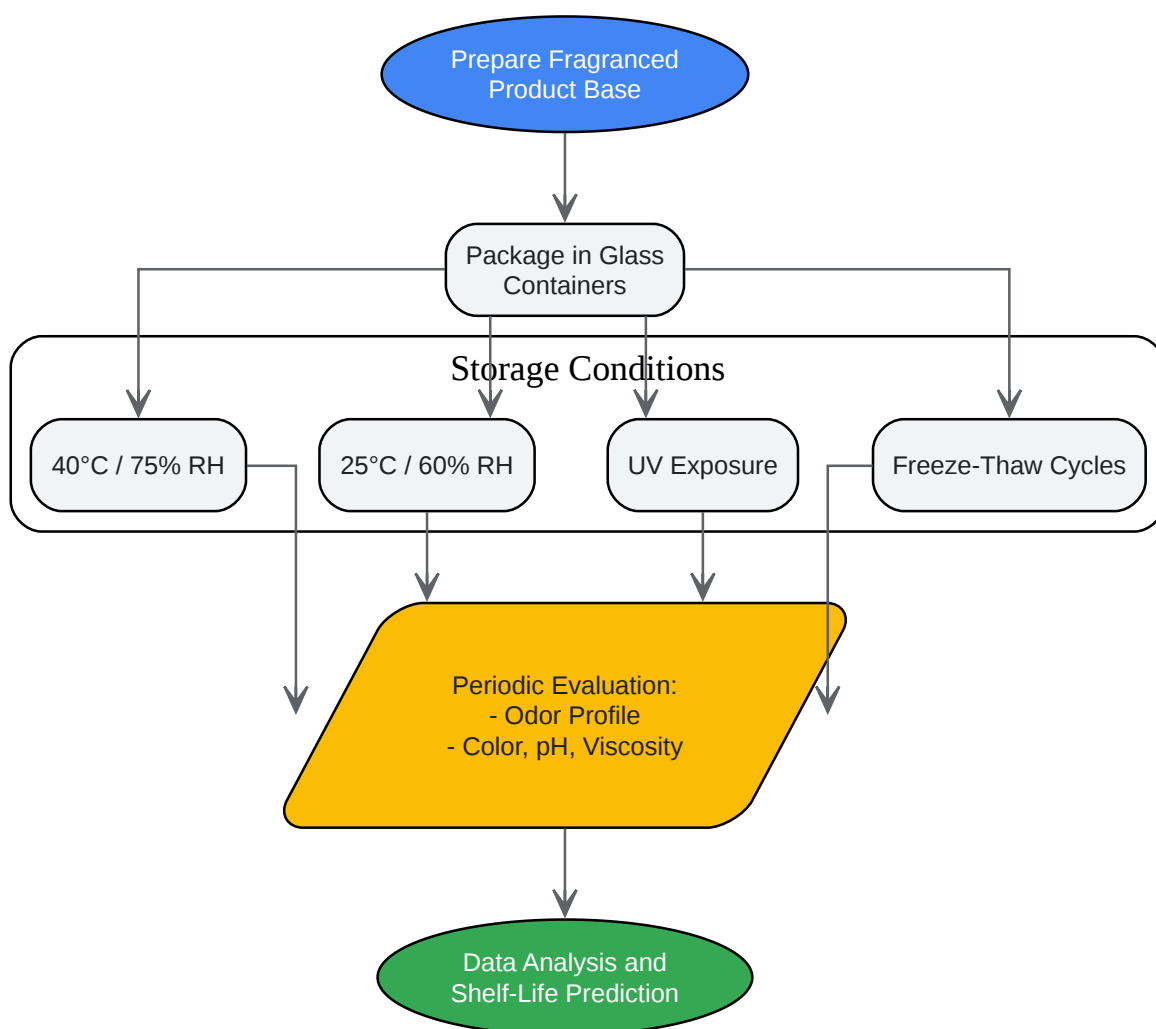 Prepare Fragranced
Product Base
Package in Glass
Containers
Storage Conditions
40°C / 75% RH
25°C / 60% RH
UV Exposure
Freeze-Thaw Cycles
Periodic Evaluation:
- Odor Profile
- Color, pH, Viscosity
Data Analysis and
Shelf-Life Prediction